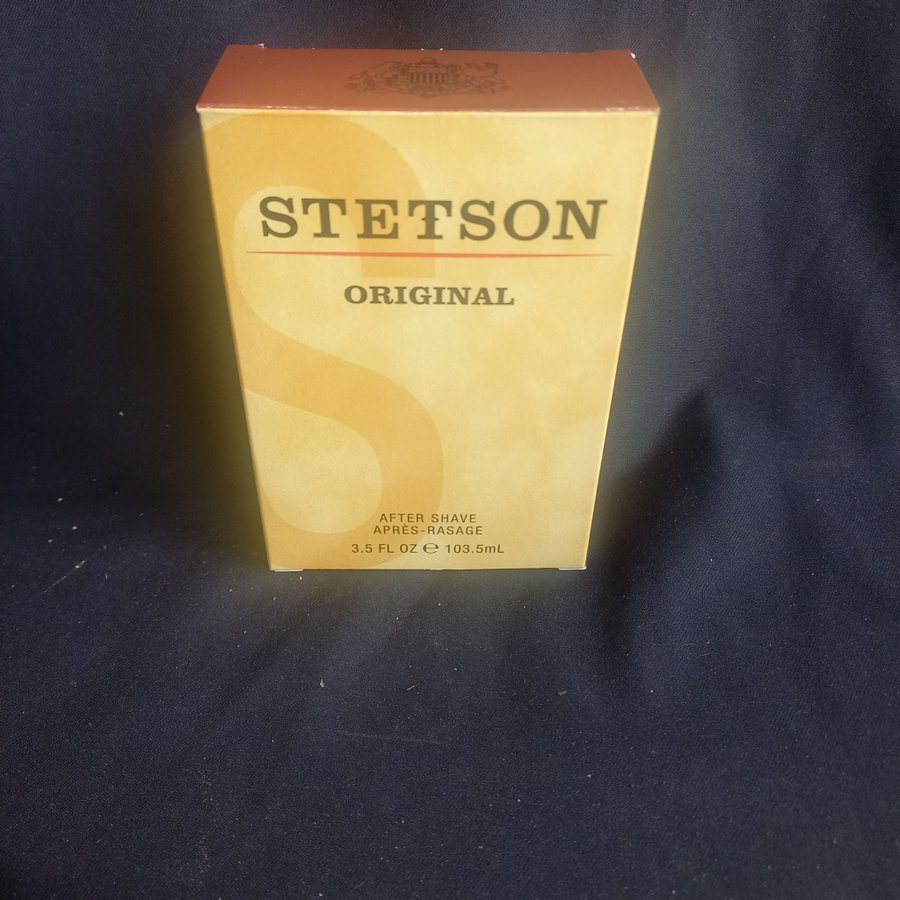 STETSON
ORIGINAL
AFTER SHAVE
APRÈS-RASAGE
3.5 FL OZ ℮ 103.5mL